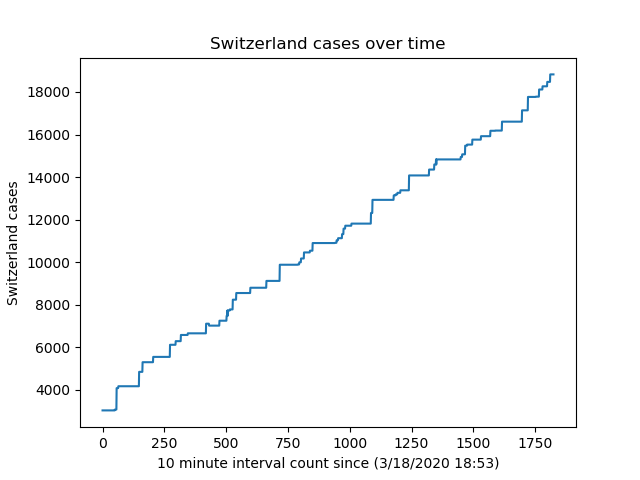 Switzerland cases over time
18000
16000
14000
12000
10000
8000
6000
4000
Switzerland cases
0 250 500 750 1000 1250 1500 1750
10 minute interval count since (3/18/2020 18:53)